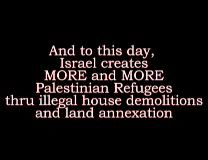 And to this day,
Israel creates
MORE and MORE
Palestinian Refugees
thru illegal house demolitions
and land annexation